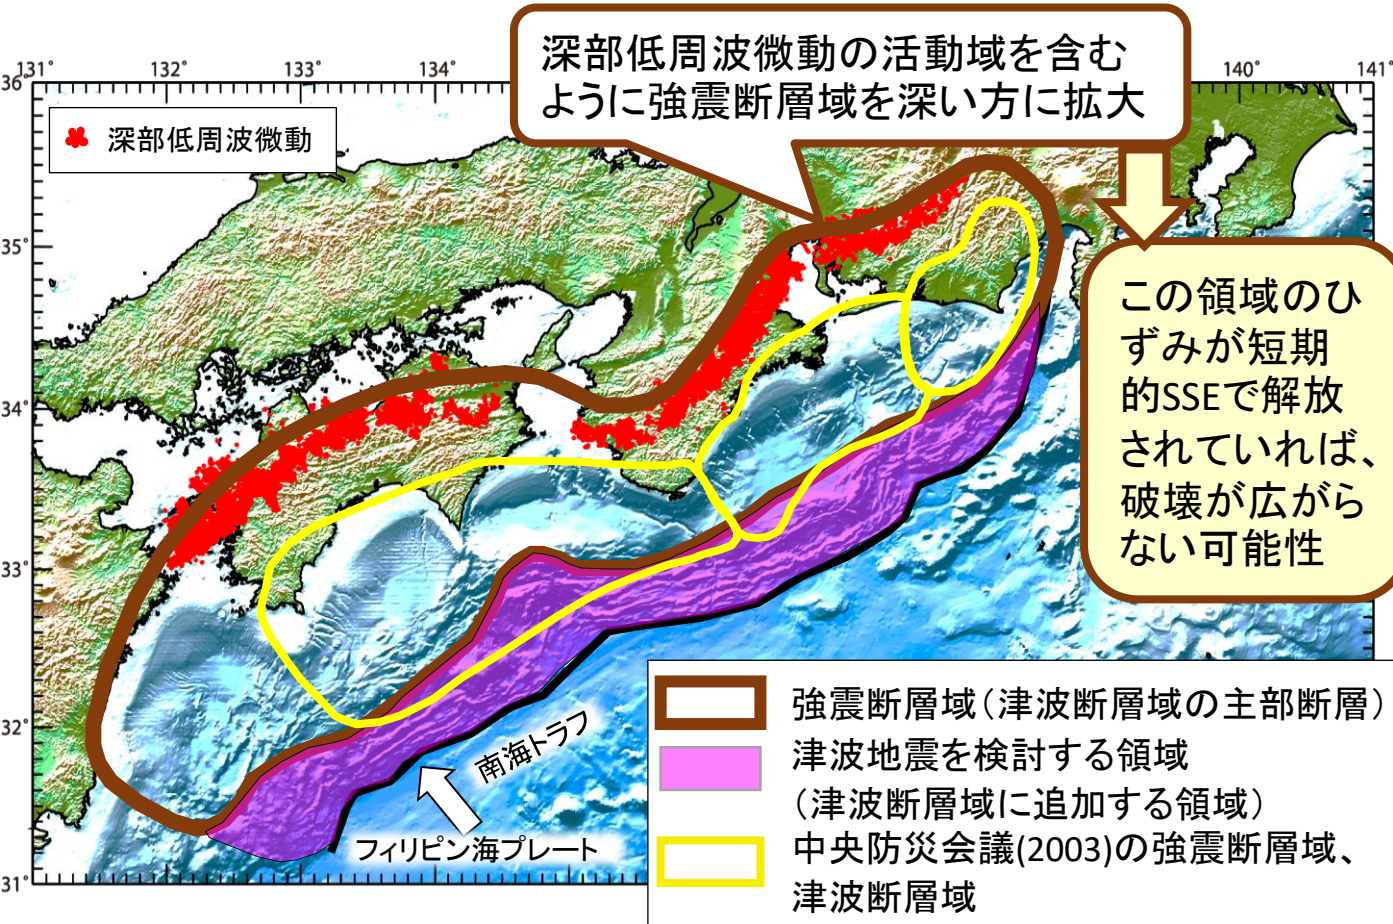 深部低周波微動の活動域を含む
ように強震断層域を深い方に拡大
131°
132°
133°
134°
140°
141°
36°
35°
34°
33°
32°
31°
深部低周波微動
この領域のひ
ずみが短期
的SSEで解放
されていれば、
破壊が広がら
ない可能性
南海トラフ
フィリピン海プレート
強震断層域(津波断層域の主部断層)
津波地震を検討する領域
(津波断層域に追加する領域)
中央防災会議(2003)の強震断層域、
津波断層域